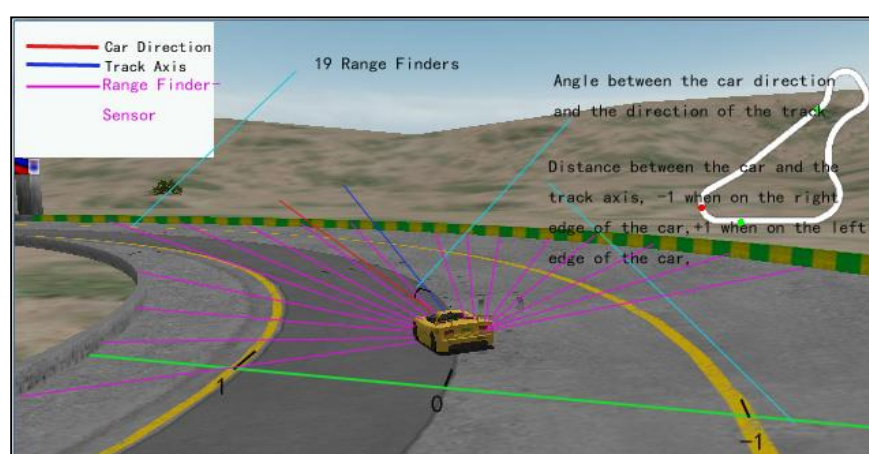 Car Direction
Track Axis
Range Finder-
Sensor
19 Range Finders
Angle between the car direction
and the direction of the track
Distance between the car and the
track axis, -1 when on the right
edge of the car,+1 when on the left
edge of the car,
1
0
-1